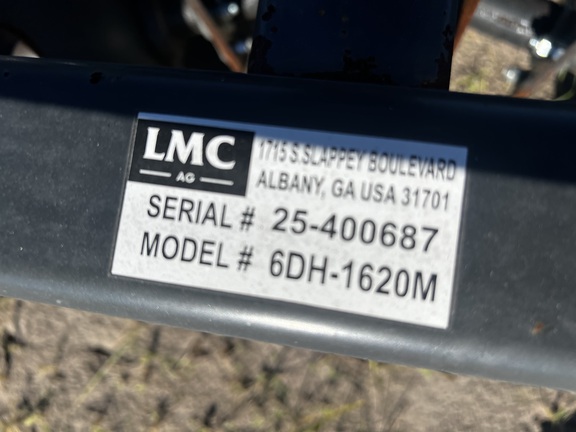 LMC
AG
1715 S.SLAPPEY BOULEVARD
ALBANY, GA USA 31701
SERIAL # 25-400687
MODEL # 6DH-1620M